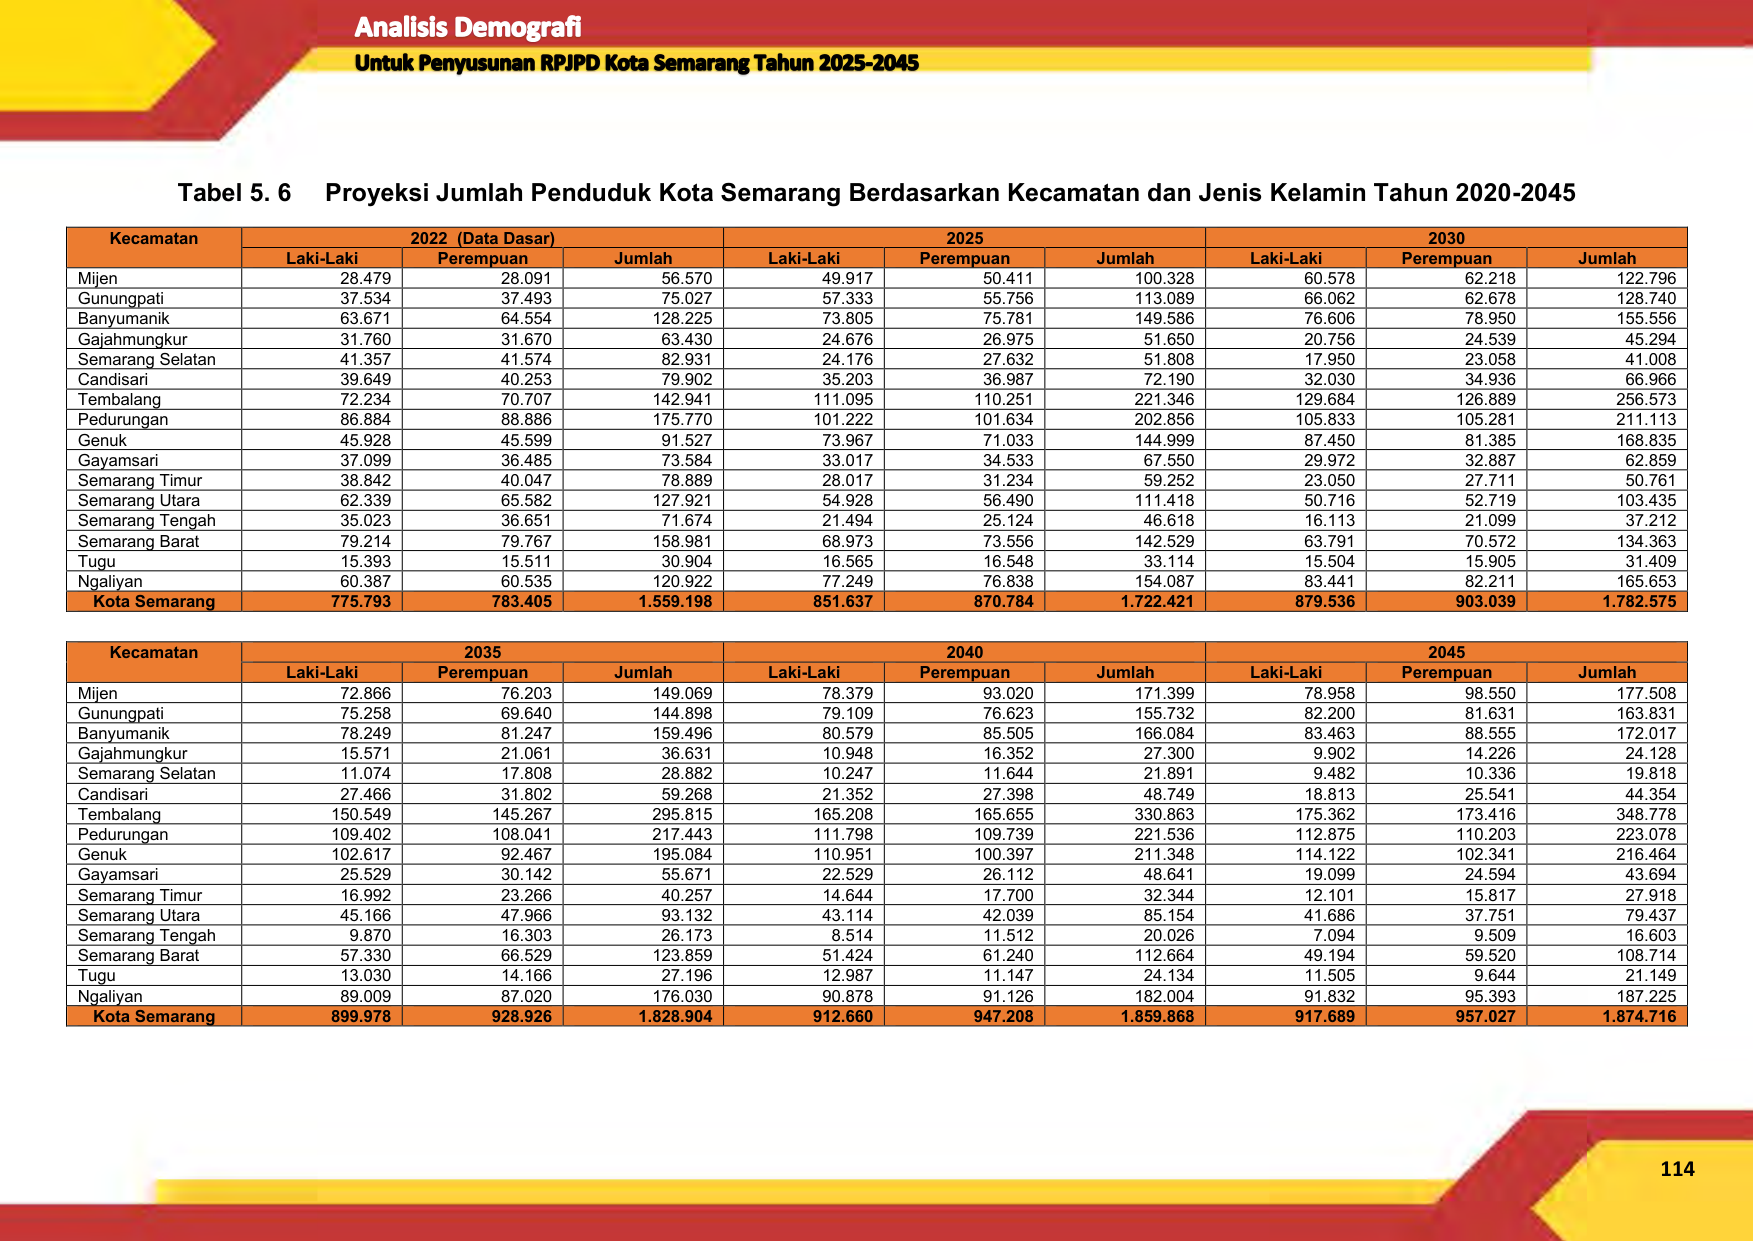 Analisis Demografi
Untuk Penyusunan RPJPD Kota Semarang Tahun 2025-2045
Tabel 5. 6 Proyeksi Jumlah Penduduk Kota Semarang Berdasarkan Kecamatan dan Jenis Kelamin Tahun 2020-2045
Kecamatan 2022 (Data Dasar) 2025 2030
Laki-Laki Perempuan Jumlah Laki-Laki Perempuan Jumlah Laki-Laki Perempuan Jumlah
Mijen 28.479 28.091 56.570 49.917 50.411 100.328 60.578 62.218 122.796
Gunungpati 37.534 37.493 75.027 57.333 55.756 113.089 66.062 62.678 128.740
Banyumanik 63.671 64.554 128.225 73.805 75.781 149.586 76.606 78.950 155.556
Gajahmungkur 31.760 31.670 63.430 24.676 26.975 51.650 20.756 24.539 45.294
Semarang Selatan 41.357 41.574 82.931 24.176 27.632 51.808 17.950 23.058 41.008
Candisari 39.649 40.253 79.902 35.203 36.987 72.190 32.030 34.936 66.966
Tembalang 72.234 70.707 142.941 111.095 110.251 221.346 129.684 126.889 256.573
Pedurungan 86.884 88.886 175.770 101.222 101.634 202.856 105.833 105.281 211.113
Genuk 45.928 45.599 91.527 73.967 71.033 144.999 87.450 81.385 168.835
Gayamsari 37.099 36.485 73.584 33.017 34.533 67.550 29.972 32.887 62.859
Semarang Timur 38.842 40.047 78.889 28.017 31.234 59.252 23.050 27.711 50.761
Semarang Utara 62.339 65.582 127.921 54.928 56.490 111.418 50.716 52.719 103.435
Semarang Tengah 35.023 36.651 71.674 21.494 25.124 46.618 16.113 21.099 37.212
Semarang Barat 79.214 79.767 158.981 68.973 73.556 142.529 63.791 70.572 134.363
Tugu 15.393 15.511 30.904 16.565 16.548 33.114 15.504 15.905 31.409
Ngaliyan 60.387 60.535 120.922 77.249 76.838 154.087 83.441 82.211 165.653
Kota Semarang 775.793 783.405 1.559.198 851.637 870.784 1.722.421 879.536 903.039 1.782.575
Kecamatan 2035 2040 2045
Laki-Laki Perempuan Jumlah Laki-Laki Perempuan Jumlah Laki-Laki Perempuan Jumlah
Mijen 72.866 76.203 149.069 78.379 93.020 171.399 78.958 98.550 177.508
Gunungpati 75.258 69.640 144.898 79.109 76.623 155.732 82.200 81.631 163.831
Banyumanik 78.249 81.247 159.496 80.579 85.505 166.084 83.463 88.555 172.017
Gajahmungkur 15.571 21.061 36.631 10.948 16.352 27.300 9.902 14.226 24.128
Semarang Selatan 11.074 17.808 28.882 10.247 11.644 21.891 9.482 10.336 19.818
Candisari 27.466 31.802 59.268 21.352 27.398 48.749 18.813 25.541 44.354
Tembalang 150.549 145.267 295.815 165.208 165.655 330.863 175.362 173.416 348.778
Pedurungan 109.402 108.041 217.443 111.798 109.739 221.536 112.875 110.203 223.078
Genuk 102.617 92.467 195.084 110.951 100.397 211.348 114.122 102.341 216.464
Gayamsari 25.529 30.142 55.671 22.529 26.112 48.641 19.099 24.594 43.694
Semarang Timur 16.992 23.266 40.257 14.644 17.700 32.344 12.101 15.817 27.918
Semarang Utara 45.166 47.966 93.132 43.114 42.039 85.154 41.686 37.751 79.437
Semarang Tengah 9.870 16.303 26.173 8.514 11.512 20.026 7.094 9.509 16.603
Semarang Barat 57.330 66.529 123.859 51.424 61.240 112.664 49.194 59.520 108.714
Tugu 13.030 14.166 27.196 12.987 11.147 24.134 11.505 9.644 21.149
Ngaliyan 89.009 87.020 176.030 90.878 91.126 182.004 91.832 95.393 187.225
Kota Semarang 899.978 928.926 1.828.904 912.660 947.208 1.859.868 917.689 957.027 1.874.716
114